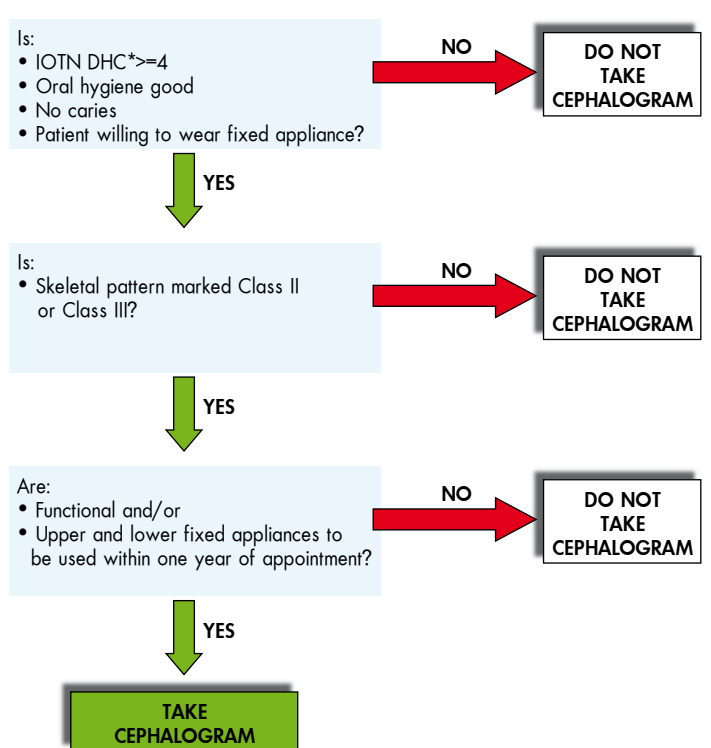 Is:
• IOTN DHC*>=4
• Oral hygiene good
• No caries
• Patient willing to wear fixed appliance?
NO
DO NOT
TAKE
CEPHALOGRAM
YES
Is:
• Skeletal pattern marked Class II
or Class III?
NO
DO NOT
TAKE
CEPHALOGRAM
YES
Are:
• Functional and/or
• Upper and lower fixed appliances to
be used within one year of appointment?
NO
DO NOT
TAKE
CEPHALOGRAM
YES
TAKE
CEPHALOGRAM